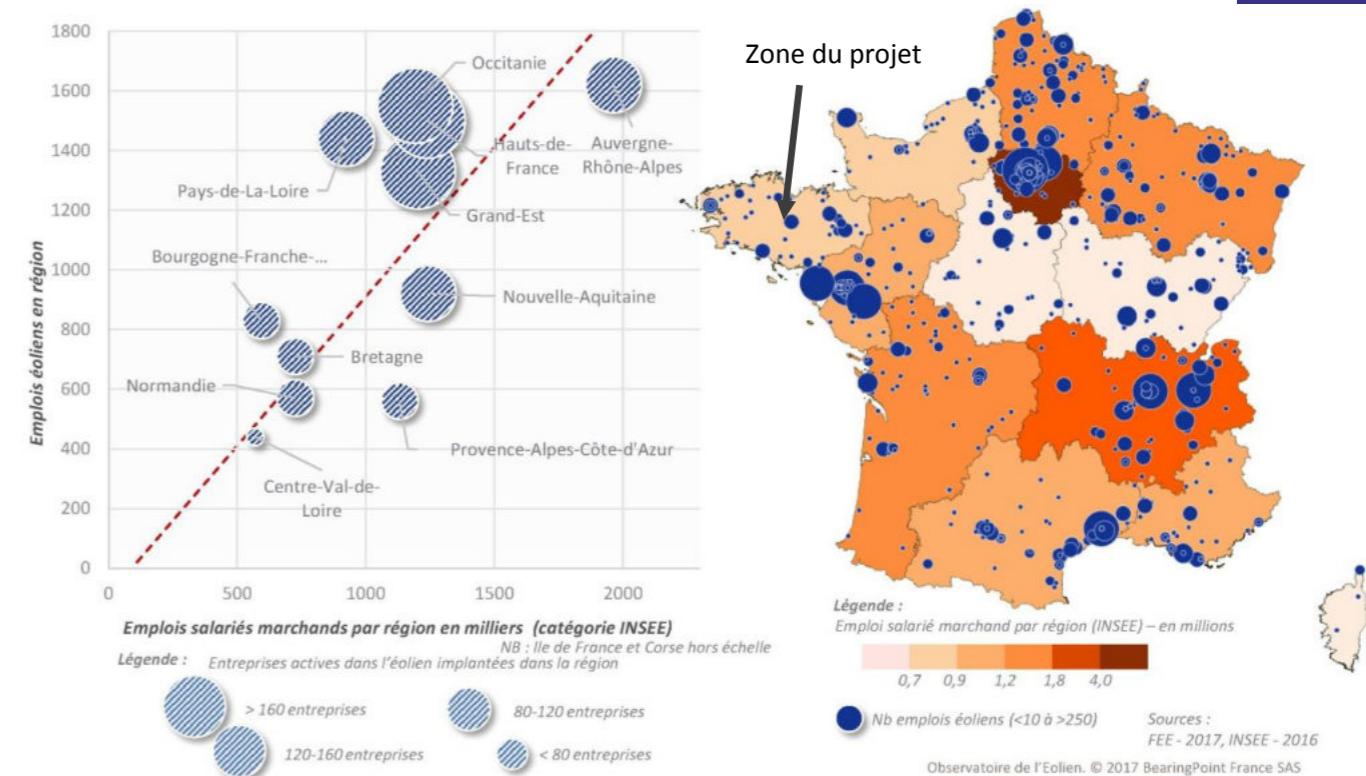 1800
1600
1400
1200
1000
800
600
400
200
0
Emplois éoliens en région
0
500
1000
1500
2000
Occitanie
Hauts-de-
France
Auvergne-
Rhône-Alpes
Pays-de-La-Loire
Grand-Est
Bourgogne-Franche-...
Nouvelle-Aquitaine
Bretagne
Normandie
Provence-Alpes-Côte-d'Azur
Centre-Val-de-
Loire
Emplois salariés marchands par région en milliers (catégorie INSEE)
NB : Ile de France et Corse hors échelle
Légende : Entreprises actives dans l'éolien implantées dans la région
> 160 entreprises
80-120 entreprises
120-160 entreprises
< 80 entreprises
Zone du projet
Légende :
Emploi salarié marchand par région (INSEE) – en millions
0,7 0,9 1,2 1,8 4,0
Nb emplois éoliens (<10 à >250)
Sources :
FEE - 2017, INSEE - 2016
Observatoire de l'Eolien. © 2017 BearingPoint France SAS